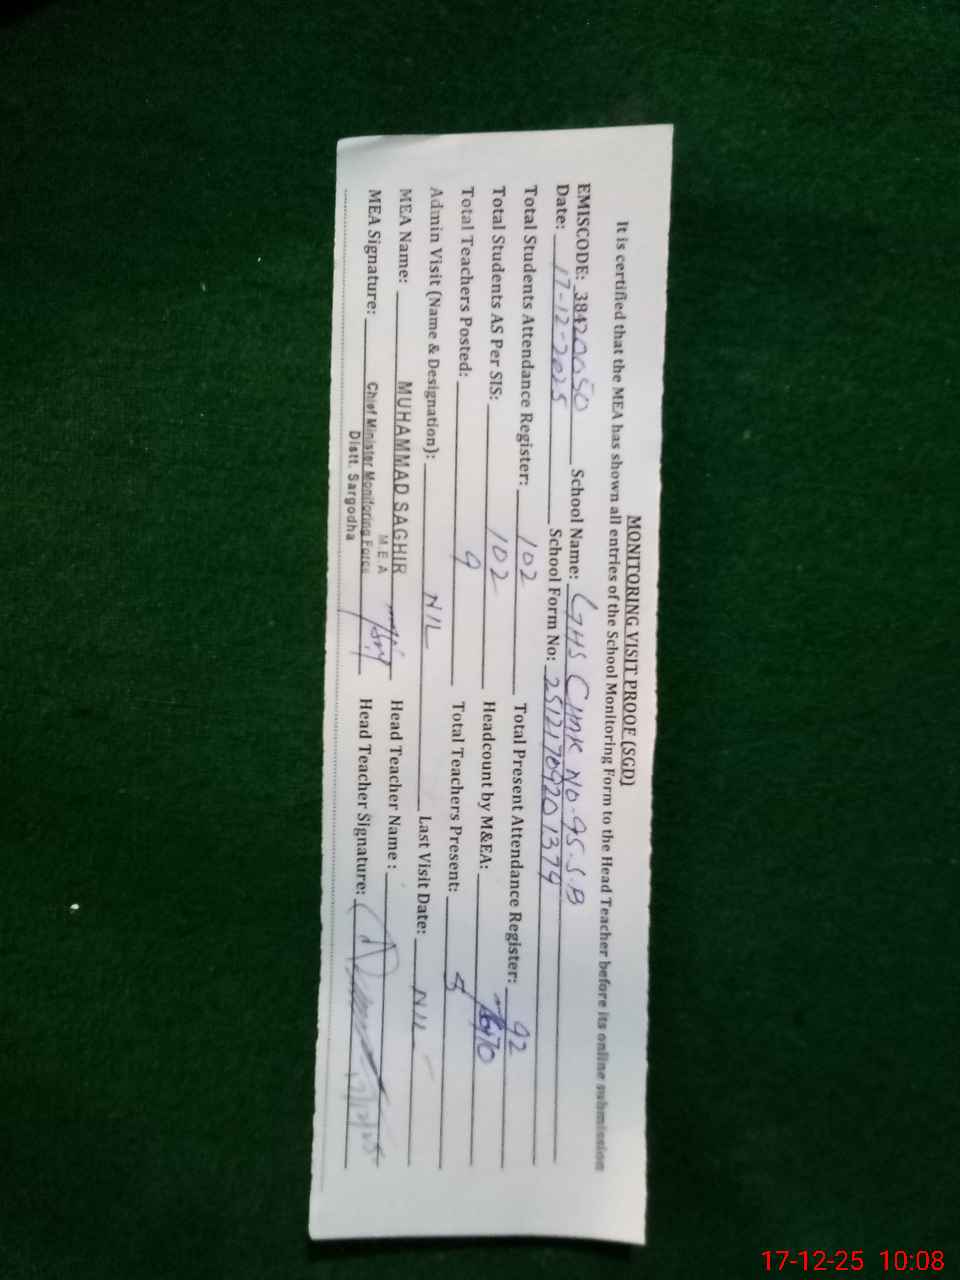 MONITORING VISIT PROOF (SGD)
It is certified that the MEA has shown all entries of the School Monitoring Form to the Head Teacher before its online submission
EMISCODE: 38420050 School Name: GHS Chak No-95.S.B
Date: 17-12-2025 School Form No: 2512170920 1379
Total Students Attendance Register: 102 Total Present Attendance Register: 92
Total Students AS Per SIS: 102 Headcount by M&EA: 70
Total Teachers Posted: 9 Total Teachers Present:
Admin Visit (Name & Designation): NIL Last Visit Date: NIL
MEA Name: MUHAMMAD SAGHIR Head Teacher Name :
M.E.A
MEA Signature: Chief Minister Monitoring Force Head Teacher Signature: 17/12/25
Distt. Sargodha
17-12-25 10:08